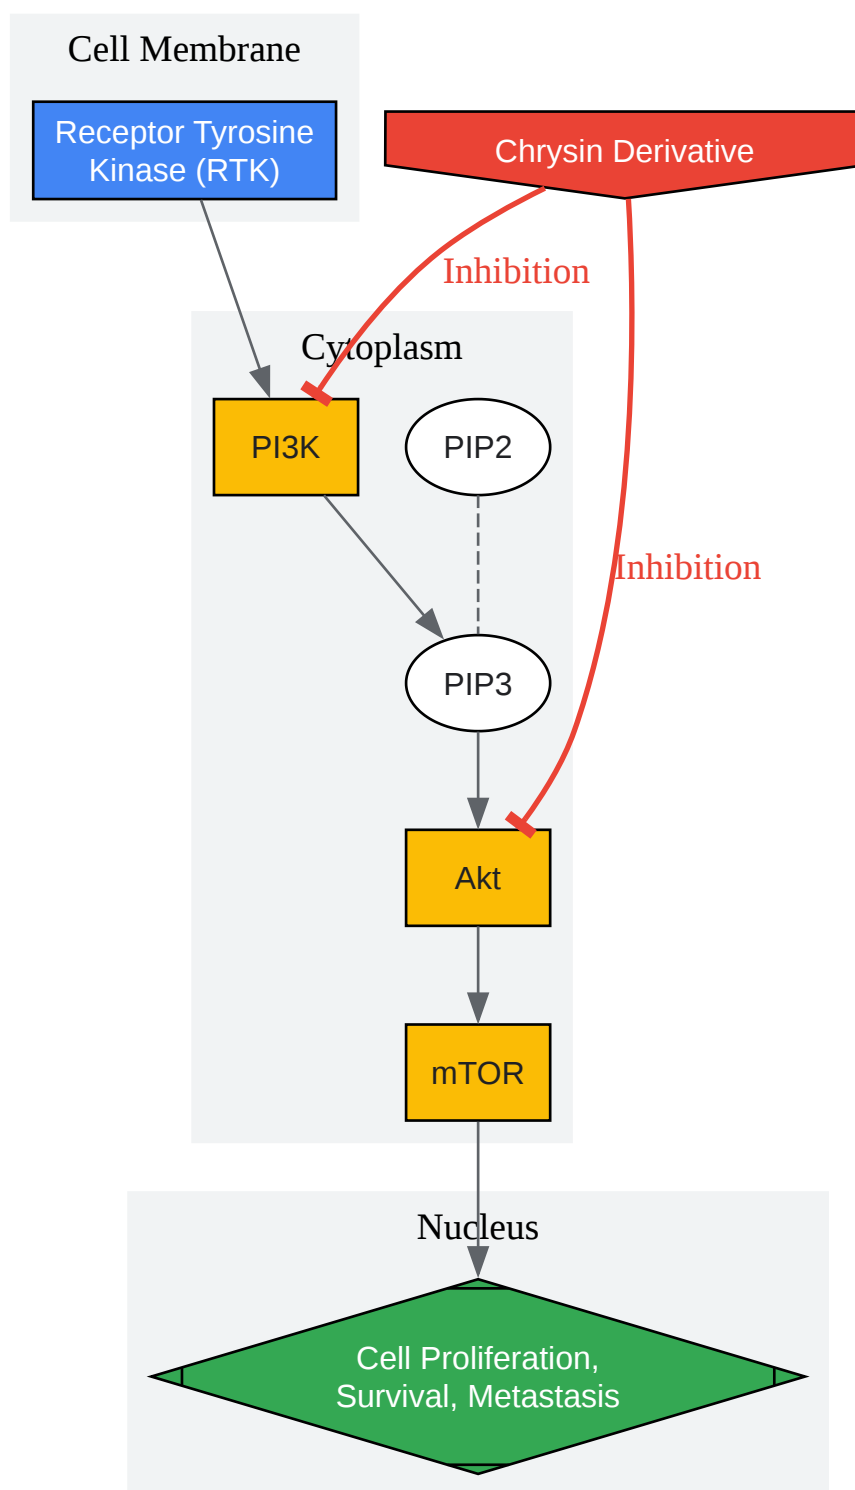 Cell Membrane
Receptor Tyrosine
Kinase (RTK)
Chrysin Derivative
Inhibition
Cytoplasm
PI3K
PIP2
Inhibition
PIP3
Akt
mTOR
Nucleus
Cell Proliferation,
Survival, Metastasis